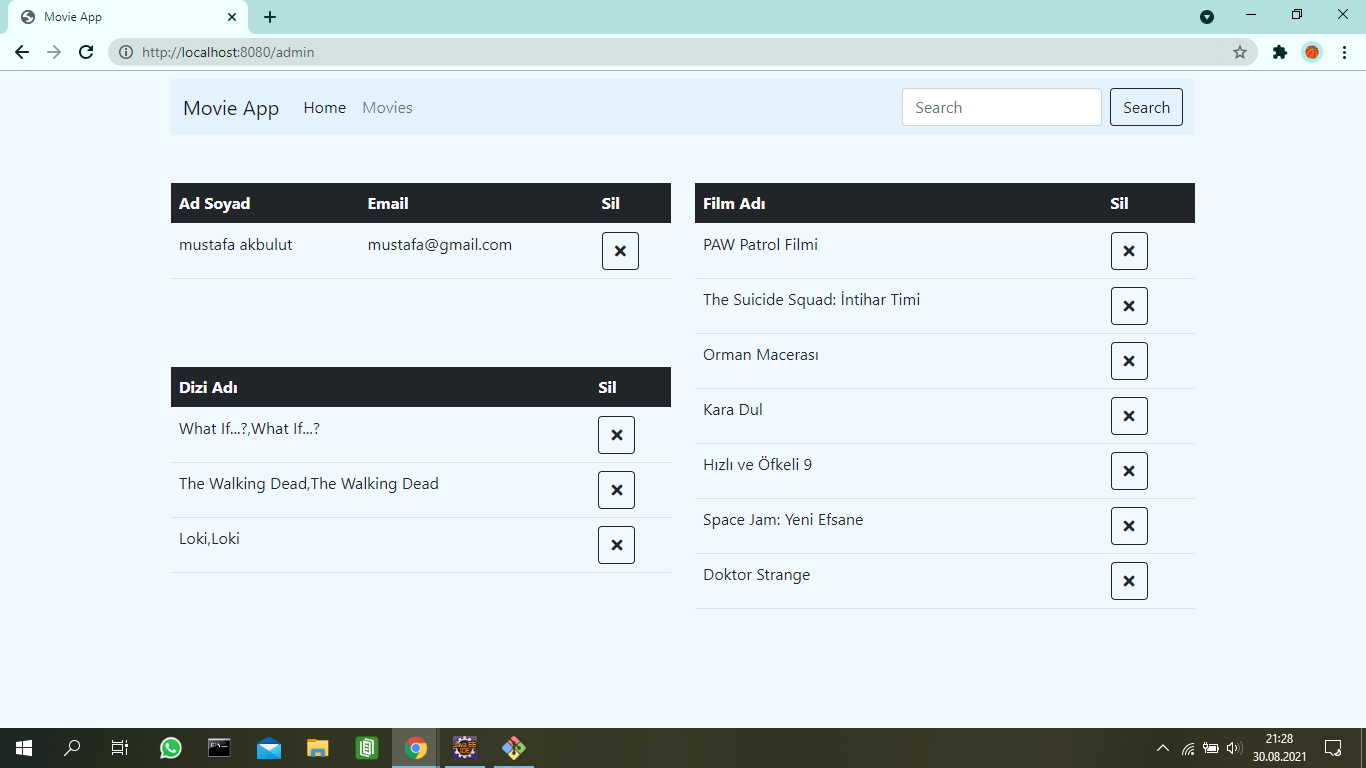 Movie App
http://localhost:8080/admin
Movie App Home Movies Search Search
Ad Soyad Email Sil
mustafa akbulut mustafa@gmail.com
Dizi Adı Sil
What If...?,What If...?
The Walking Dead,The Walking Dead
Loki,Loki
Film Adı Sil
PAW Patrol Filmi
The Suicide Squad: İntihar Timi
Orman Macerası
Kara Dul
Hızlı ve Öfkeli 9
Space Jam: Yeni Efsane
Doktor Strange
21:28
30.08.2021